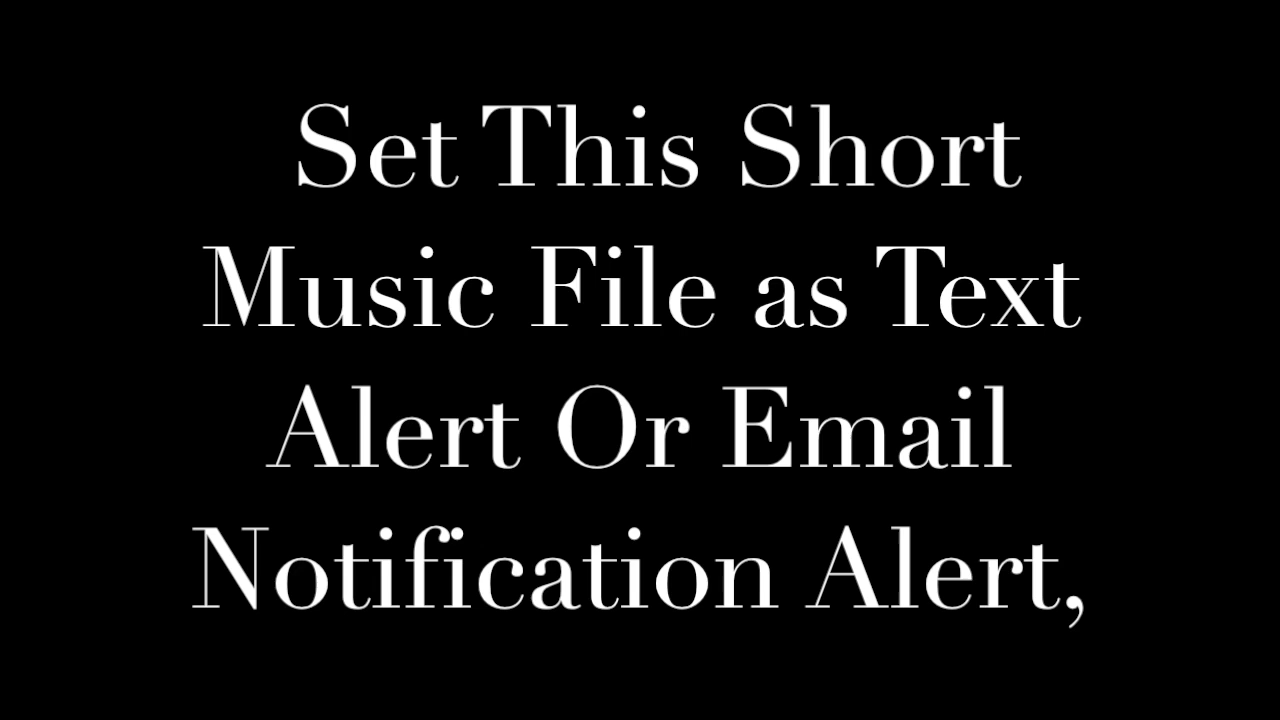 Set This Short
Music File as Text
Alert Or Email
Notification Alert,